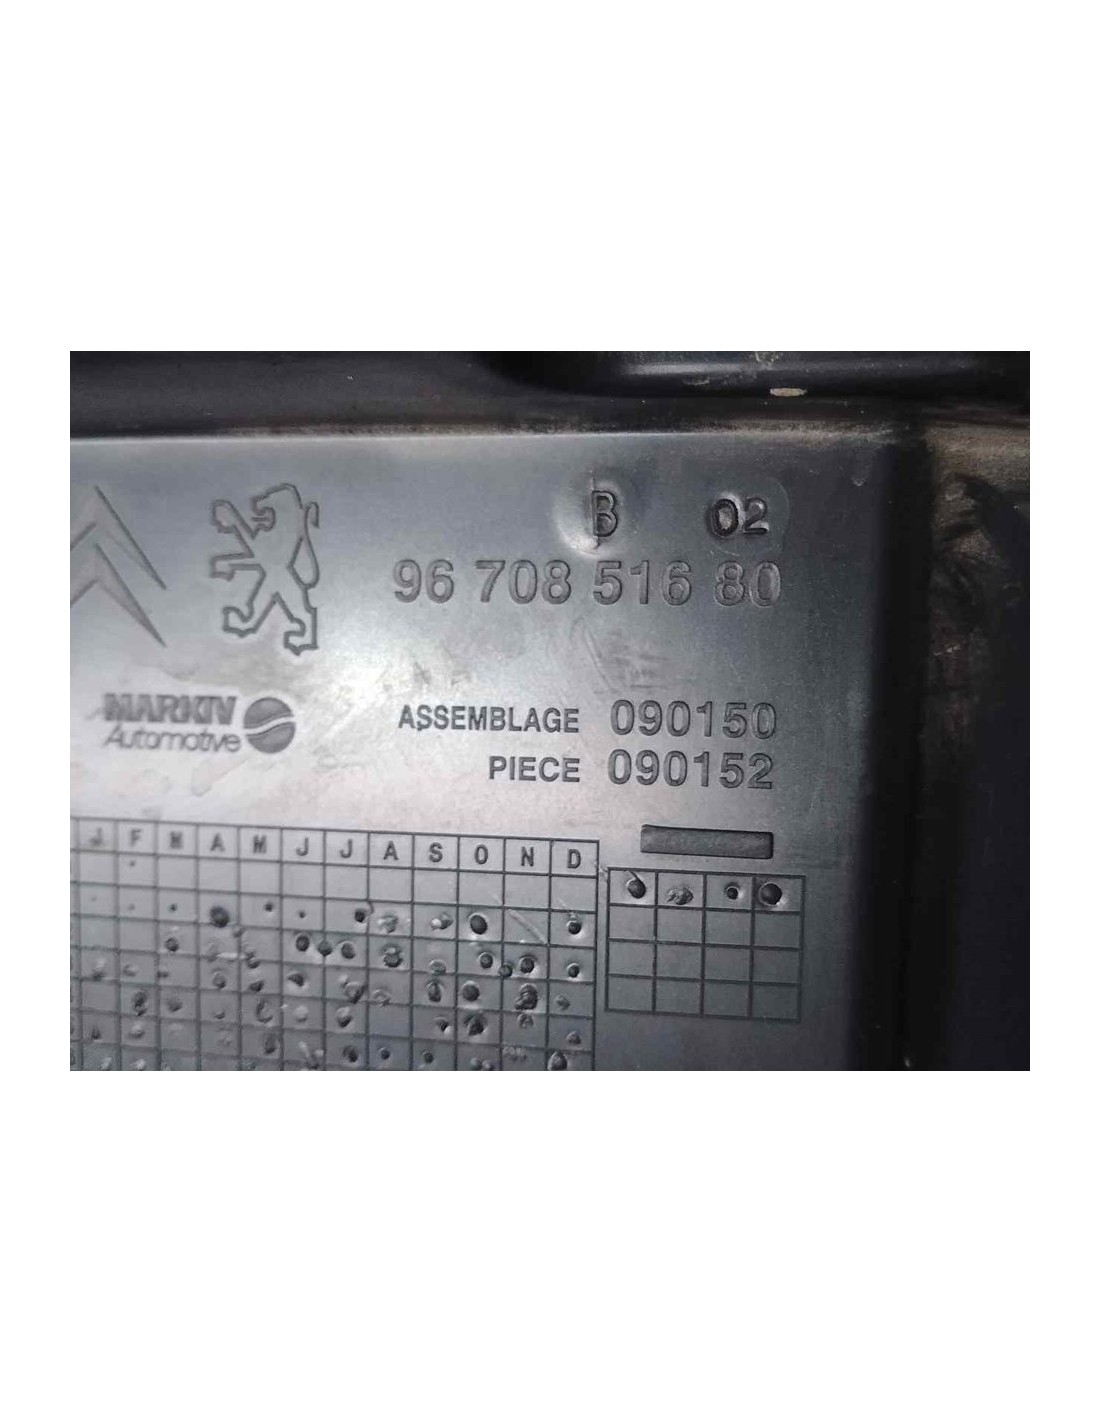 B 02
96 708 516 80
MARKIV
Automotive
ASSEMBLAGE 090150
PIECE 090152
J F M A M J J A S O N D